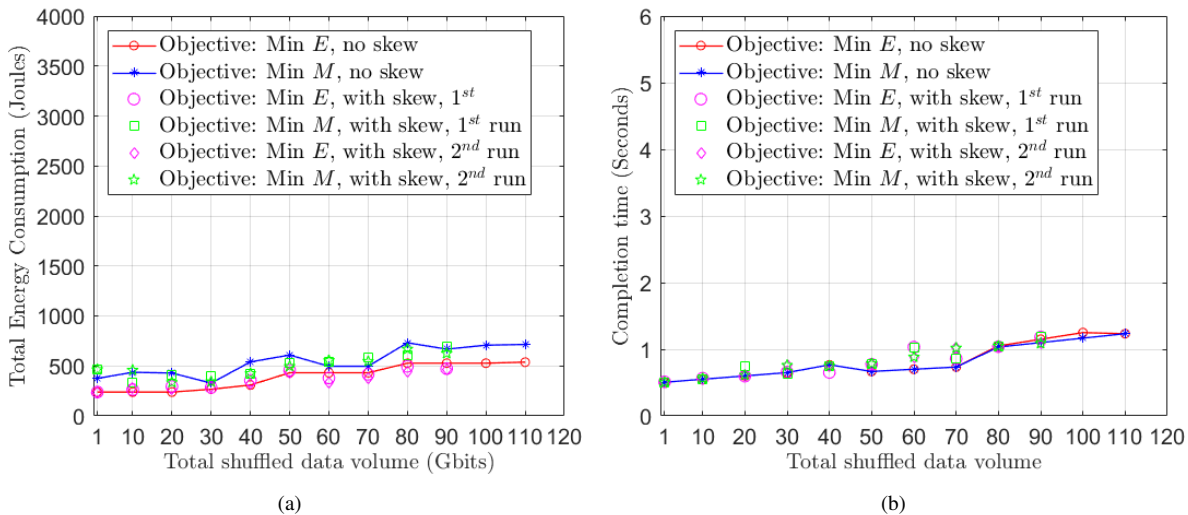 4000
3500
3000
2500
2000
1500
1000
500
0
Total Energy Consumption (Joules)
Objective: Min E, no skew
Objective: Min M, no skew
Objective: Min E, with skew, 1st
Objective: Min M, with skew, 1st run
Objective: Min E, with skew, 2nd run
Objective: Min M, with skew, 2nd run
1 10 20 30 40 50 60 70 80 90 100 110 120
Total shuffled data volume (Gbits)
(a)
6
5
4
3
2
1
0
Completion time (Seconds)
Objective: Min E, no skew
Objective: Min M, no skew
Objective: Min E, with skew, 1st run
Objective: Min M, with skew, 1st run
Objective: Min E, with skew, 2nd run
Objective: Min M, with skew, 2nd run
1 10 20 30 40 50 60 70 80 90 100 110 120
Total shuffled data volume
(b)